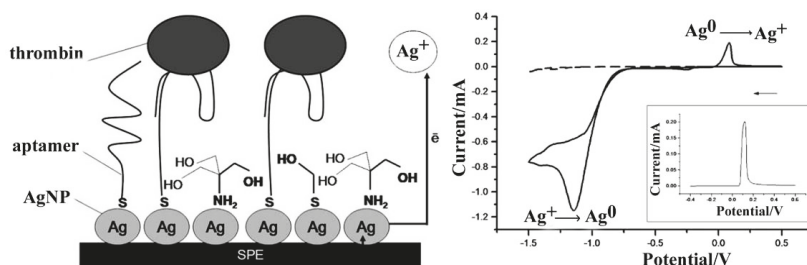 thrombin
aptamer
AgNP
S
S
HO
HO
OH
NH2
S
HO
S
HO
HO
OH
NH2
Ag
Ag
Ag
Ag
Ag
Ag
SPE
Ag+
ē
Current/mA
0.4
0.2
0.0
-0.2
-0.4
-0.6
-0.8
-1.0
-1.2
Ag0 → Ag+
Ag+ → Ag0
-1.5
-1.0
-0.5
0.0
0.5
Potential/V
Current/mA
0.20
0.15
0.10
0.05
0.00
-0.4
-0.2
0.0
0.2
0.4
0.6
Potential/V